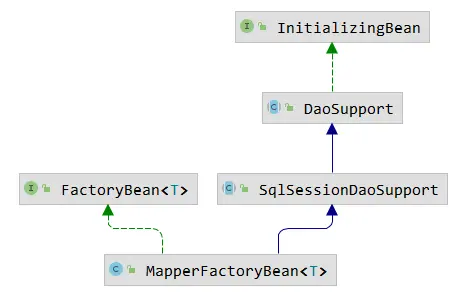 I InitializingBean
C DaoSupport
I FactoryBean<T>
C SqlSessionDaoSupport
C MapperFactoryBean<T>